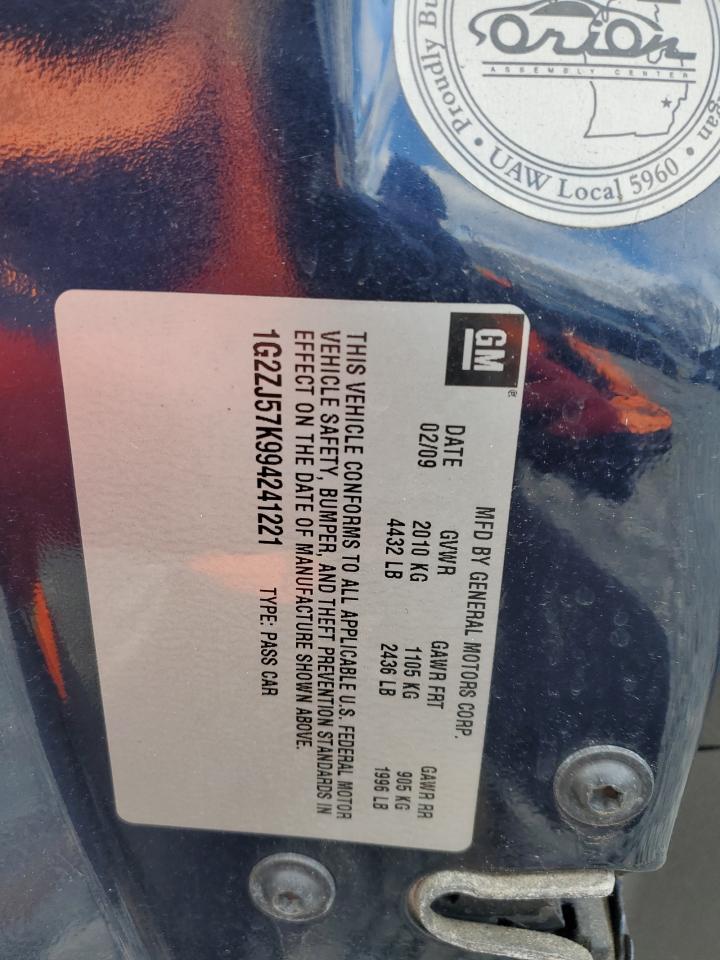 Proudly Bu gan
OriOn
ASSEMBLY CENTER
• UAW Local 5960 •
GM®
MFD BY GENERAL MOTORS CORP.
DATE GVWR GAWR FRT GAWR RR
02/09 2010 KG 1105 KG 905 KG
4432 LB 2436 LB 1996 LB
THIS VEHICLE CONFORMS TO ALL APPLICABLE U.S. FEDERAL MOTOR
VEHICLE SAFETY, BUMPER, AND THEFT PREVENTION STANDARDS IN
EFFECT ON THE DATE OF MANUFACTURE SHOWN ABOVE.
1G2ZJ57K994241221 TYPE: PASS CAR